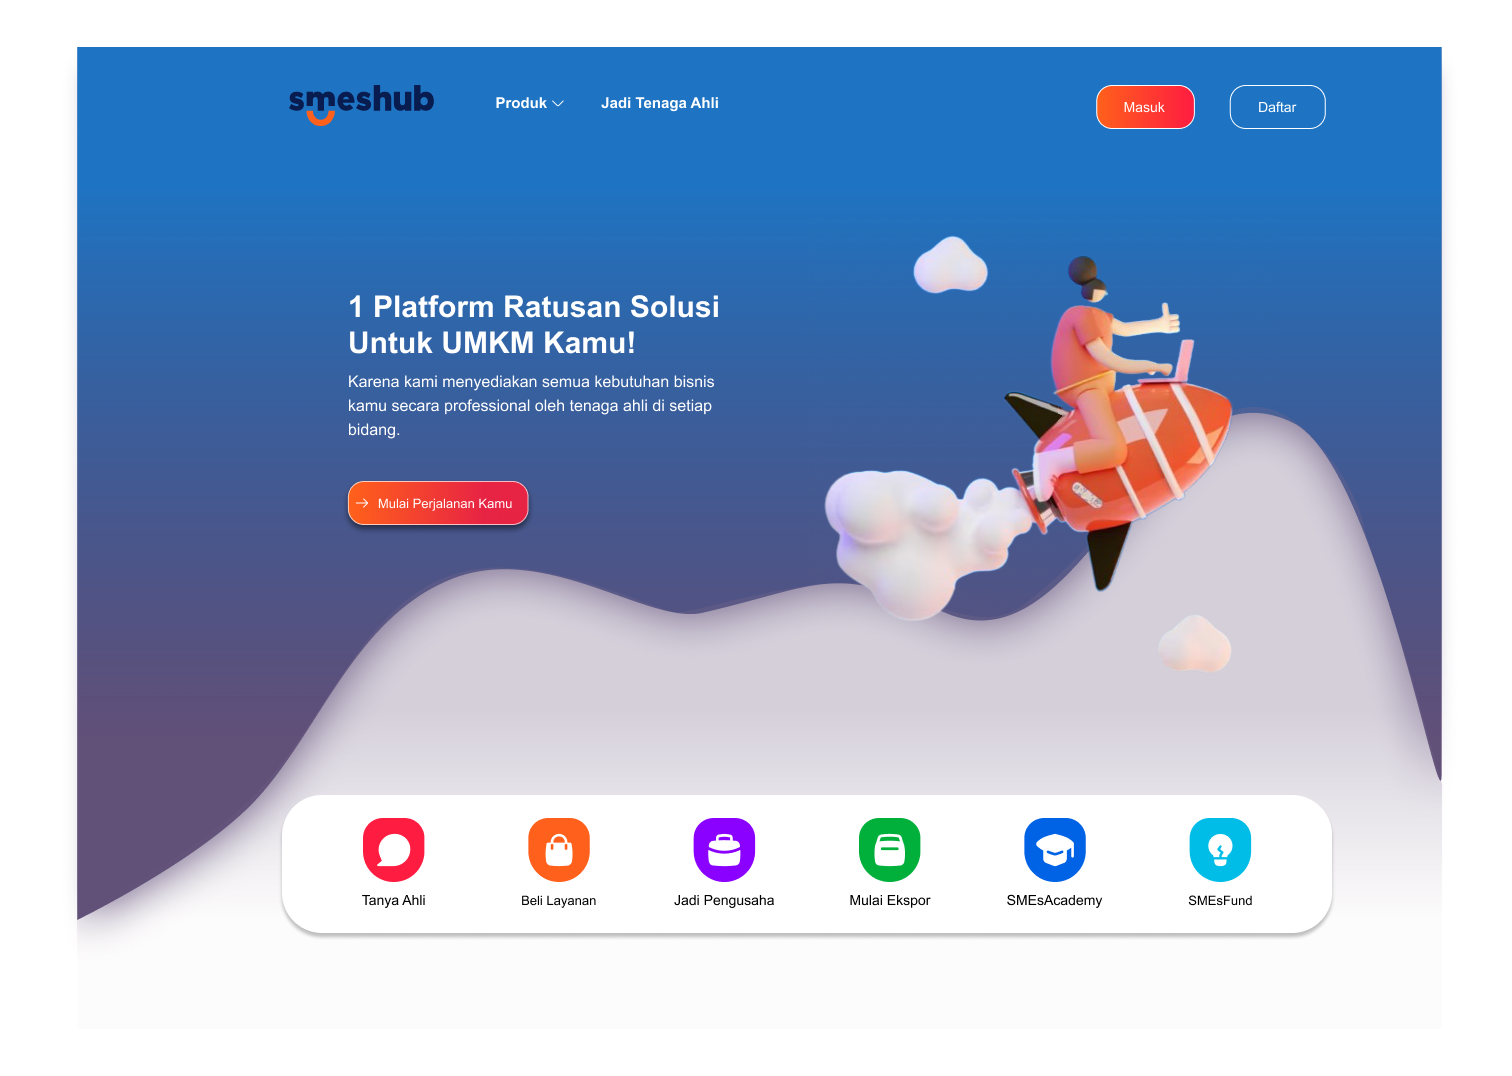 smeshub
Produk
Jadi Tenaga Ahli
Masuk
Daftar
1 Platform Ratusan Solusi
Untuk UMKM Kamu!
Karena kami menyediakan semua kebutuhan bisnis
kamu secara professional oleh tenaga ahli di setiap
bidang.
Mulai Perjalanan Kamu
Tanya Ahli
Beli Layanan
Jadi Pengusaha
Mulai Ekspor
SMEsAcademy
SMEsFund